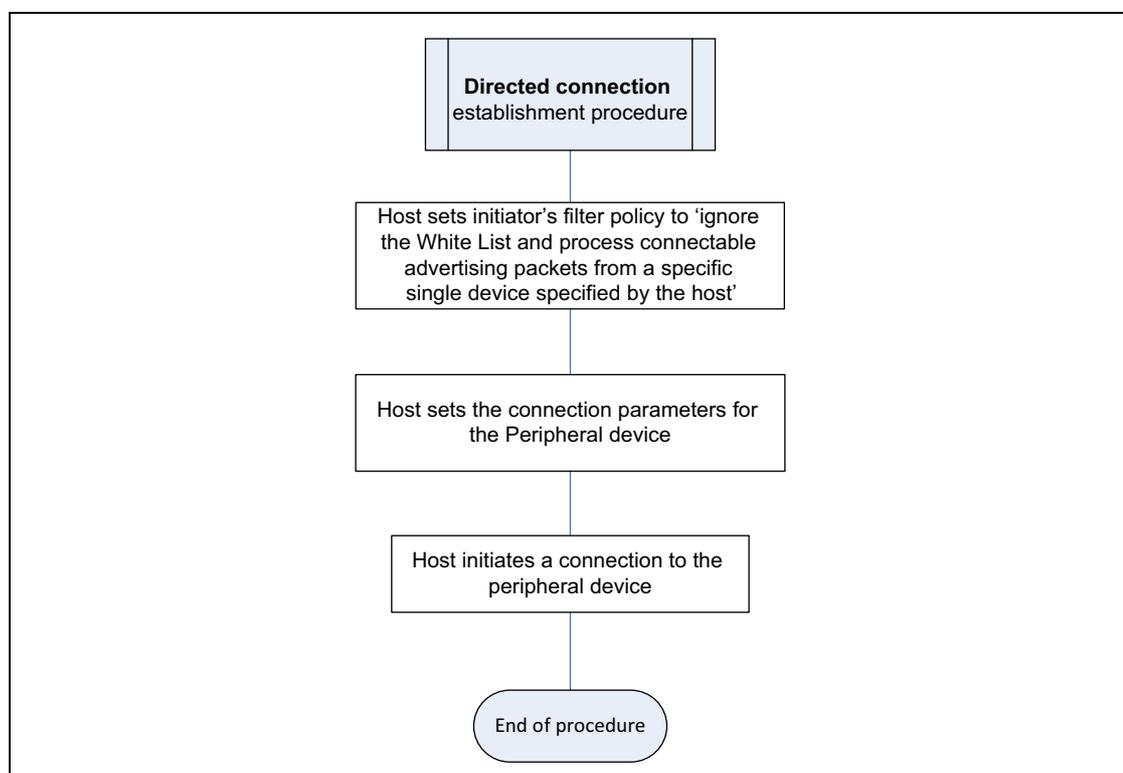 Directed connection
establishment procedure
Host sets initiator’s filter policy to ‘ignore
the White List and process connectable
advertising packets from a specific
single device specified by the host’
Host sets the connection parameters for
the Peripheral device
Host initiates a connection to the
peripheral device
End of procedure